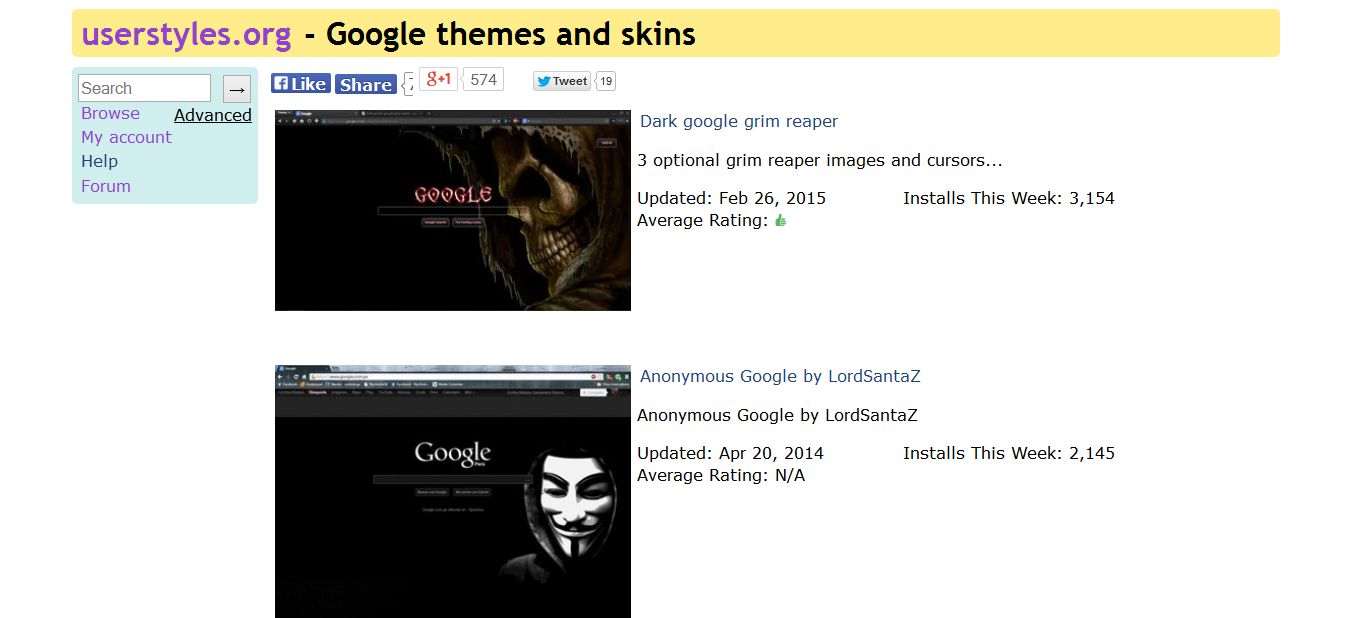 userstyles.org - Google themes and skins
Search →
Browse Advanced
My account
Help
Forum
Like Share g+1 574 Tweet 19
Dark google grim reaper
3 optional grim reaper images and cursors...
Updated: Feb 26, 2015 Installs This Week: 3,154
Average Rating:
GOOGLE
Google Search
Anonymous Google by LordSantaZ
Anonymous Google by LordSantaZ
Updated: Apr 20, 2014 Installs This Week: 2,145
Average Rating: N/A
Google